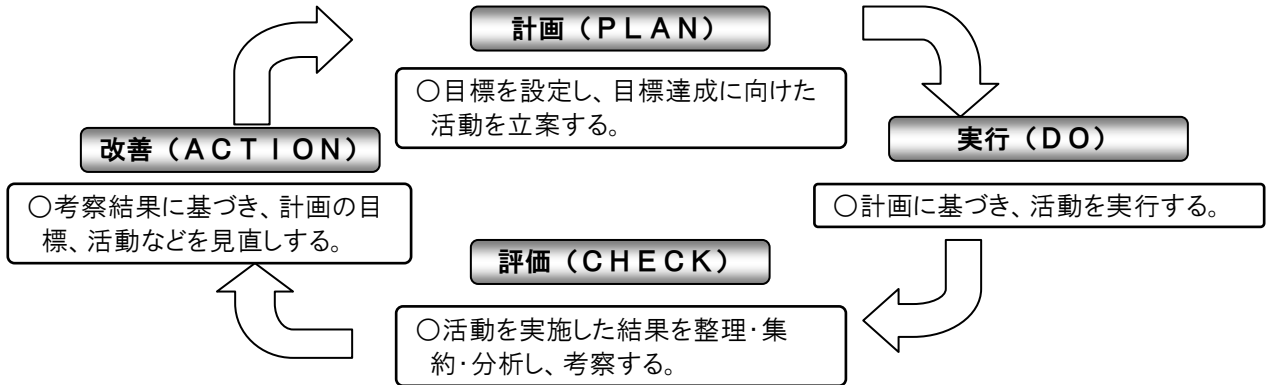 計画（ＰＬＡＮ）
○目標を設定し、目標達成に向けた
活動を立案する。
実行（ＤＯ）
○計画に基づき、活動を実行する。
評価（ＣＨＥＣＫ）
○活動を実施した結果を整理・集
約・分析し、考察する。
改善（ＡＣＴＩＯＮ）
○考察結果に基づき、計画の目
標、活動などを見直しする。